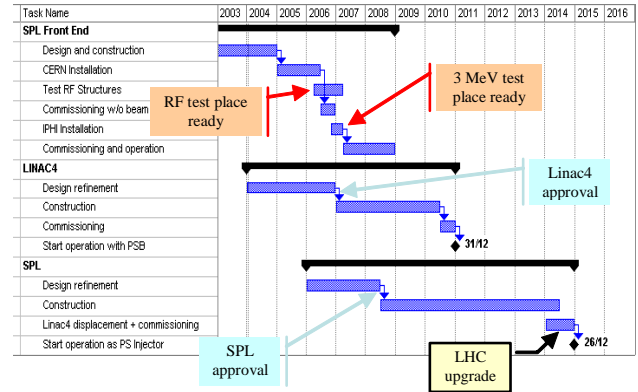 Task Name 2003 2004 2005 2006 2007 2008 2009 2010 2011 2012 2013 2014 2015 2016
SPL Front End
Design and construction
CERN Installation
Test RF Structures
Commissioning w/o beam
IPHI Installation
Commissioning and operation
RF test place
ready
3 MeV test
place ready
LINAC4
Design refinement
Construction
Commissioning
Start operation with PSB 31/12
Linac4
approval
SPL
Design refinement
Construction
Linac4 displacement + commissioning
Start operation as PS Injector 26/12
SPL
approval
LHC
upgrade